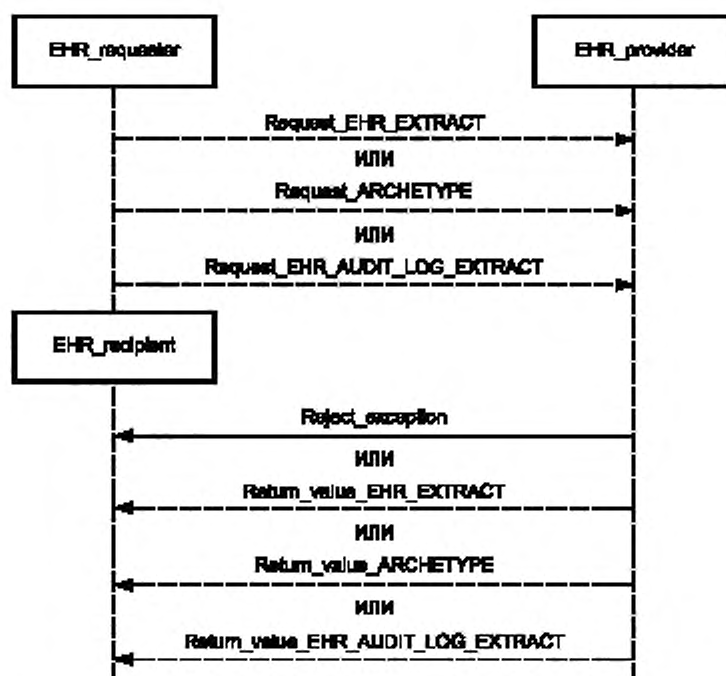 EHR_requester
EHR_provider
Request_EHR_EXTRACT
ИЛИ
Request_ARCHETYPE
ИЛИ
Request_EHR_AUDIT_LOG_EXTRACT
EHR_recipient
Reject_exception
ИЛИ
Return_value_EHR_EXTRACT
ИЛИ
Return_value_ARCHETYPE
ИЛИ
Return_value_EHR_AUDIT_LOG_EXTRACT